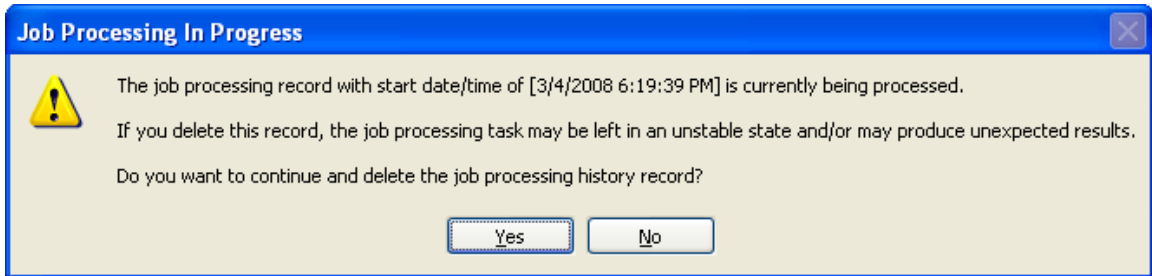 Job Processing In Progress
The job processing record with start date/time of [3/4/2008 6:19:39 PM] is currently being processed.
If you delete this record, the job processing task may be left in an unstable state and/or may produce unexpected results.
Do you want to continue and delete the job processing history record?
Yes
No